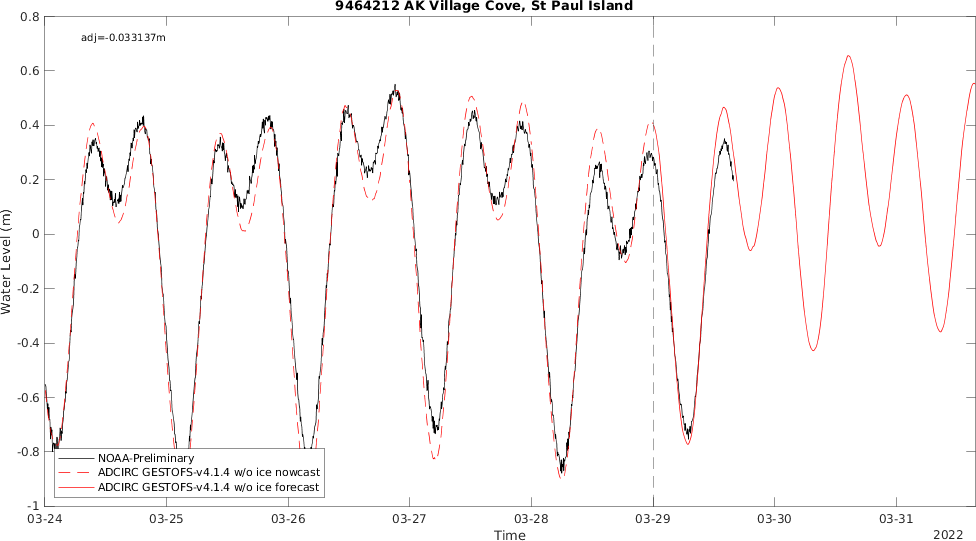 9464212 AK Village Cove, St Paul Island
adj=-0.033137m
0.8
0.6
0.4
0.2
0
-0.2
-0.4
-0.6
-0.8
-1
Water Level (m)
NOAA-Preliminary
ADCIRC GESTOFS-v4.1.4 w/o ice nowcast
ADCIRC GESTOFS-v4.1.4 w/o ice forecast
03-24 03-25 03-26 03-27 03-28 03-29 03-30 03-31
Time
2022